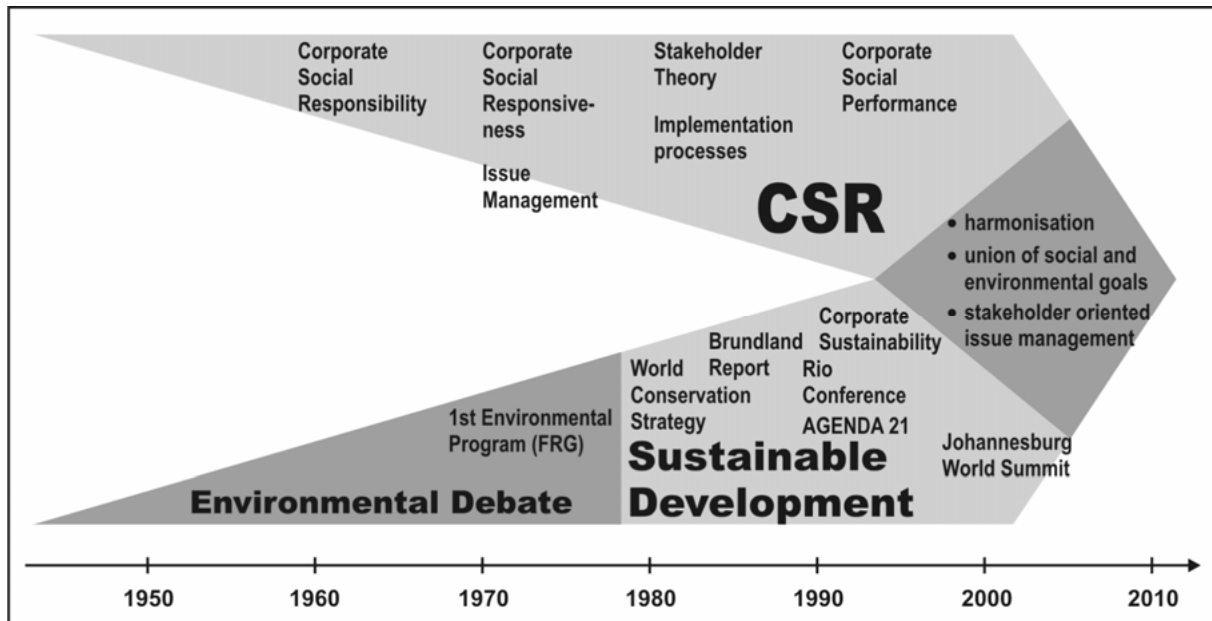 Corporate
Social
Responsibility
Corporate
Social
Responsive-
ness
Issue
Management
Stakeholder
Theory
Implementation
processes
Corporate
Social
Performance
CSR
• harmonisation
• union of social and
environmental goals
• stakeholder oriented
issue management
Corporate
Sustainability
Brundland
Report
World
Conservation
Strategy
Rio
Conference
AGENDA 21
1st Environmental
Program (FRG)
Johannesburg
World Summit
Sustainable
Development
Environmental Debate
1950 1960 1970 1980 1990 2000 2010